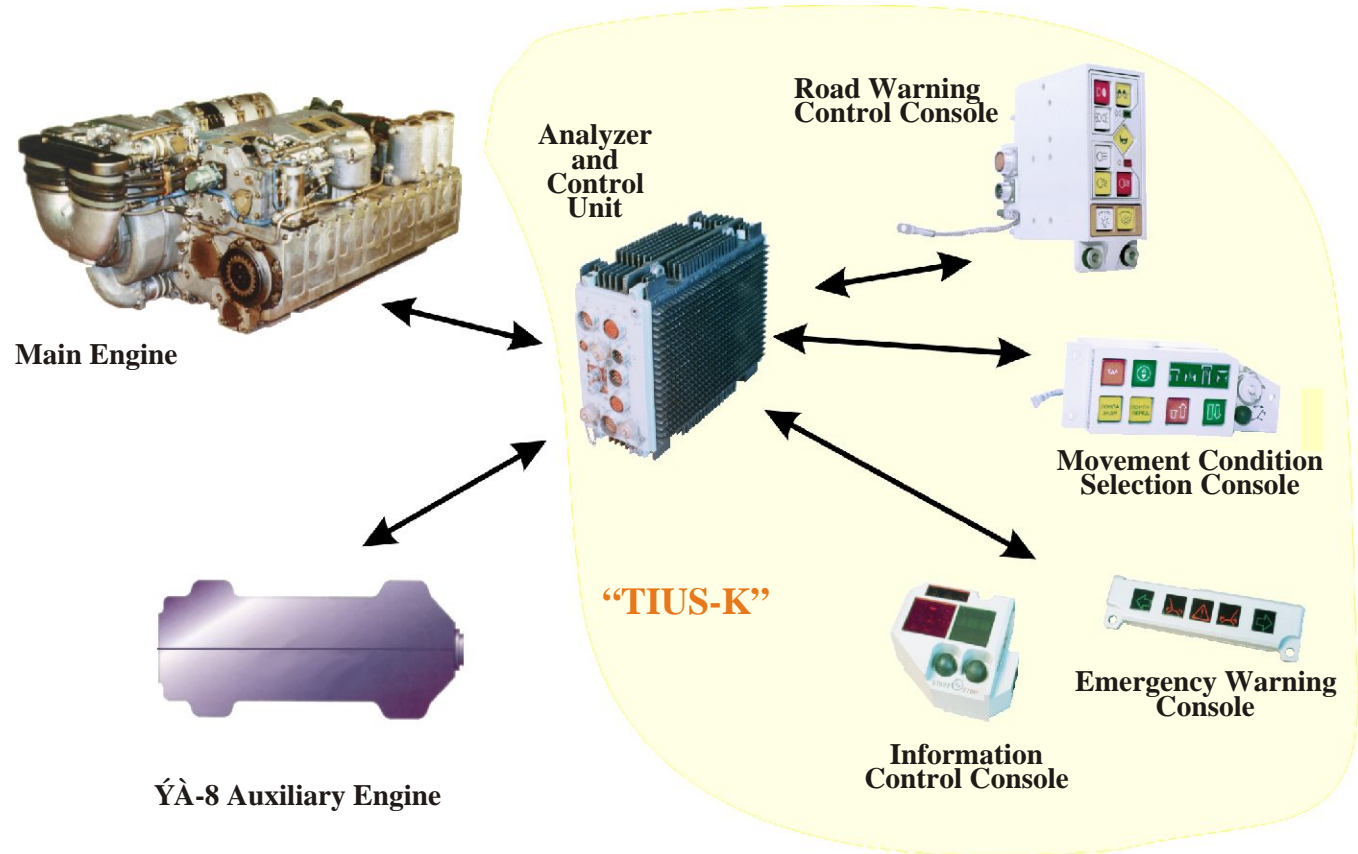 Road Warning
Control Console
Analyzer
and
Control
Unit
Main Engine
Movement Condition
Selection Console
“TIUS-K”
Emergency Warning
Console
Information
Control Console
ÝÀ-8 Auxiliary Engine